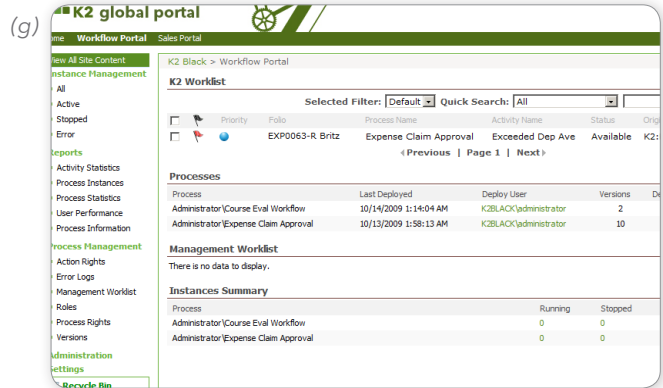 (g)
K2 global portal
ome Workflow Portal Sales Portal
View All Site Content
K2 Black > Workflow Portal
nstance Management
All
Active
Stopped
Error
Reports
Activity Statistics
Process Instances
Process Statistics
User Performance
Process Information
Process Management
Action Rights
Error Logs
Management Worklist
Roles
Process Rights
Versions
Administration
Settings
Recycle Bin
K2 Worklist
Selected Filter: Default Quick Search: All
Priority Folio Process Name Activity Name Status Origi
EXP0063-R Britz Expense Claim Approval Exceeded Dep Ave Available K2:
Previous | Page 1 | Next
Processes
Process Last Deployed Deploy User Versions De
Administrator\Course Eval Workflow 10/14/2009 1:14:04 AM K2BLACK\administrator 2
Administrator\Expense Claim Approval 10/13/2009 1:58:13 AM K2BLACK\administrator 10
Management Worklist
There is no data to display.
Instances Summary
Process Running Stopped
Administrator\Course Eval Workflow 0 0
Administrator\Expense Claim Approval 0 0